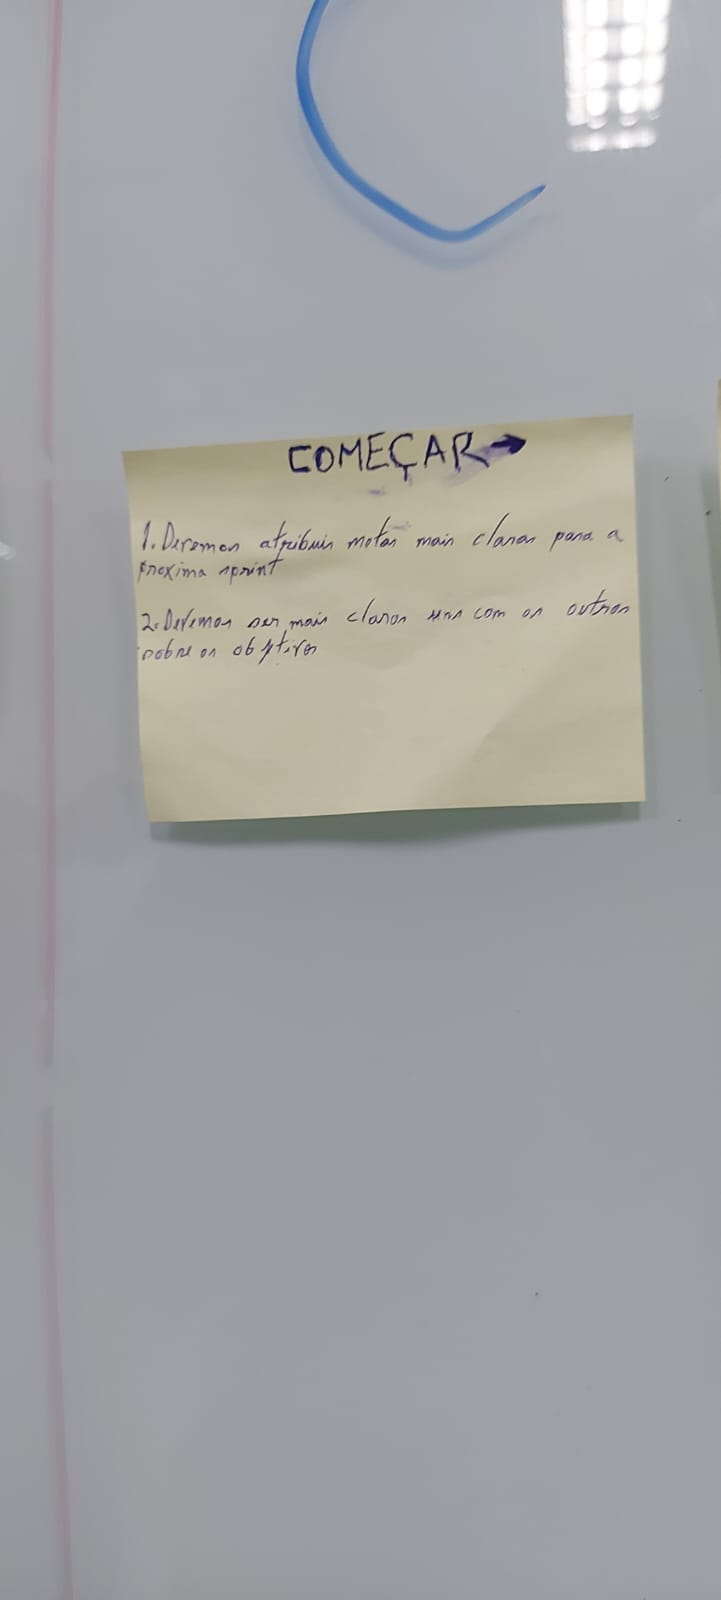 COMEÇAR →
1. Devemos atribuir metas mais claras para a
proxima sprint
2. Devemos ser mais claros uns com os outros
sobre os objtivos